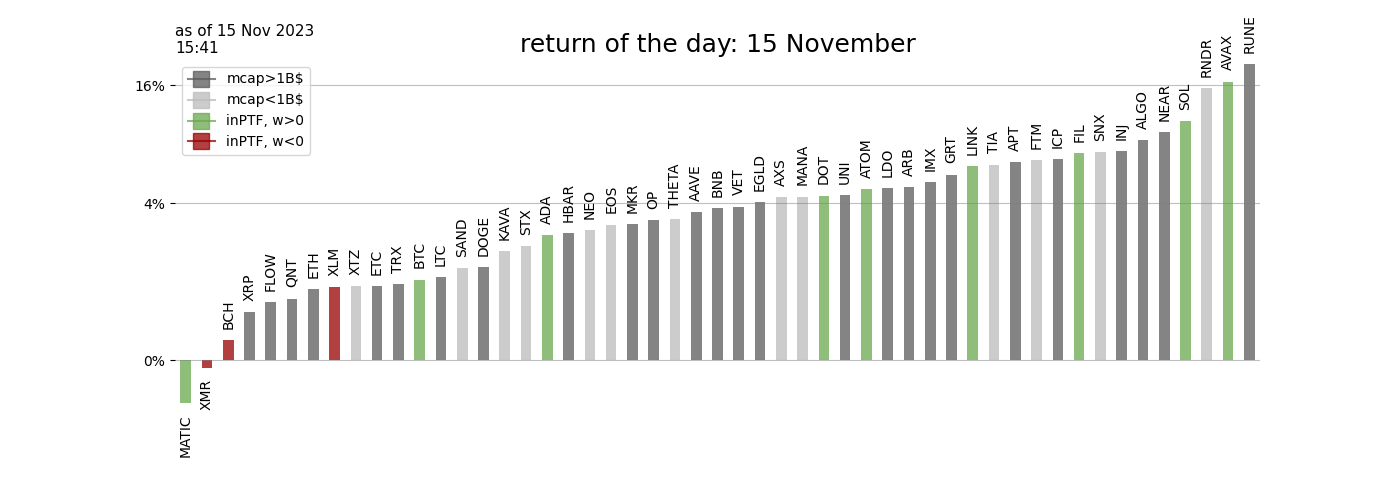 as of 15 Nov 2023
15:41
return of the day: 15 November
mcap>1B$
mcap<1B$
inPTF, w>0
inPTF, w<0
16%
4%
0%
MATIC
XMR
BCH
XRP
FLOW
QNT
ETH
XLM
XTZ
ETC
TRX
BTC
LTC
SAND
DOGE
KAVA
STX
ADA
HBAR
NEO
EOS
MKR
OP
THETA
AAVE
BNB
VET
EGLD
AXS
MANA
DOT
UNI
ATOM
LDO
ARB
IMX
GRT
LINK
TIA
APT
FTM
ICP
FIL
SNX
INJ
ALGO
NEAR
SOL
RNDR
AVAX
RUNE